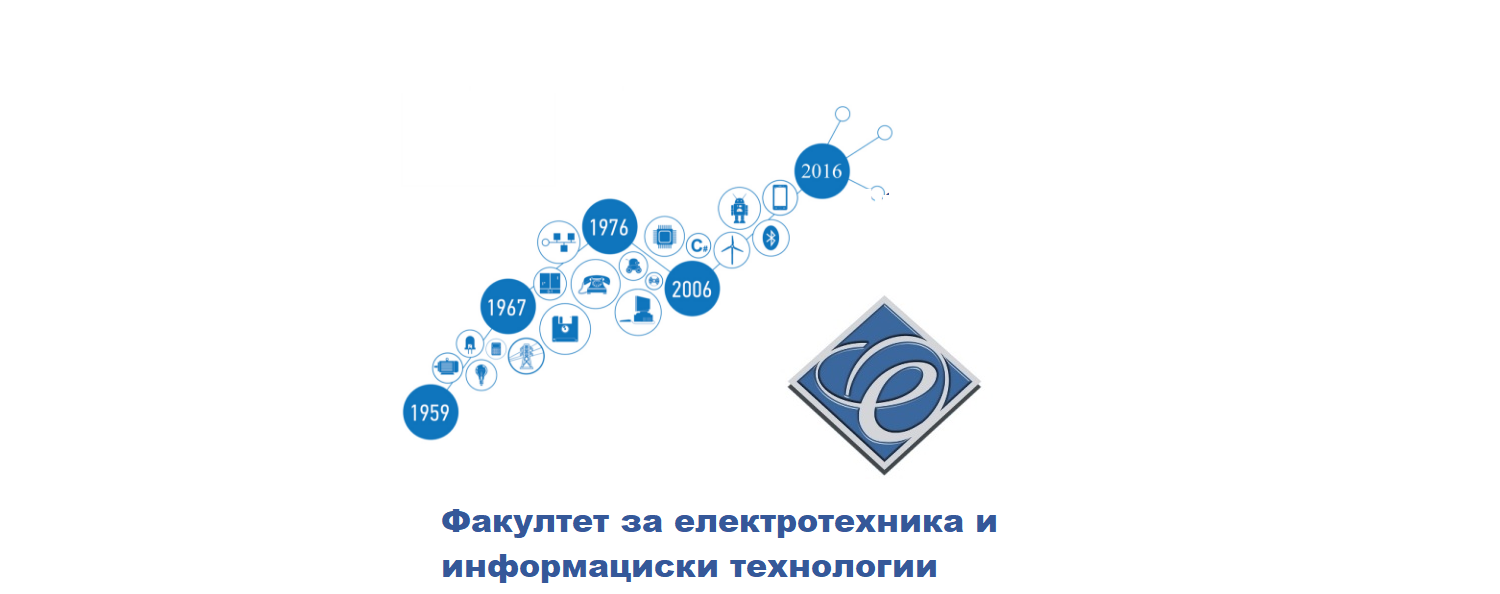 2016
1976
C#
2006
1967
1959
Факултет за електротехника и
информациски технологии